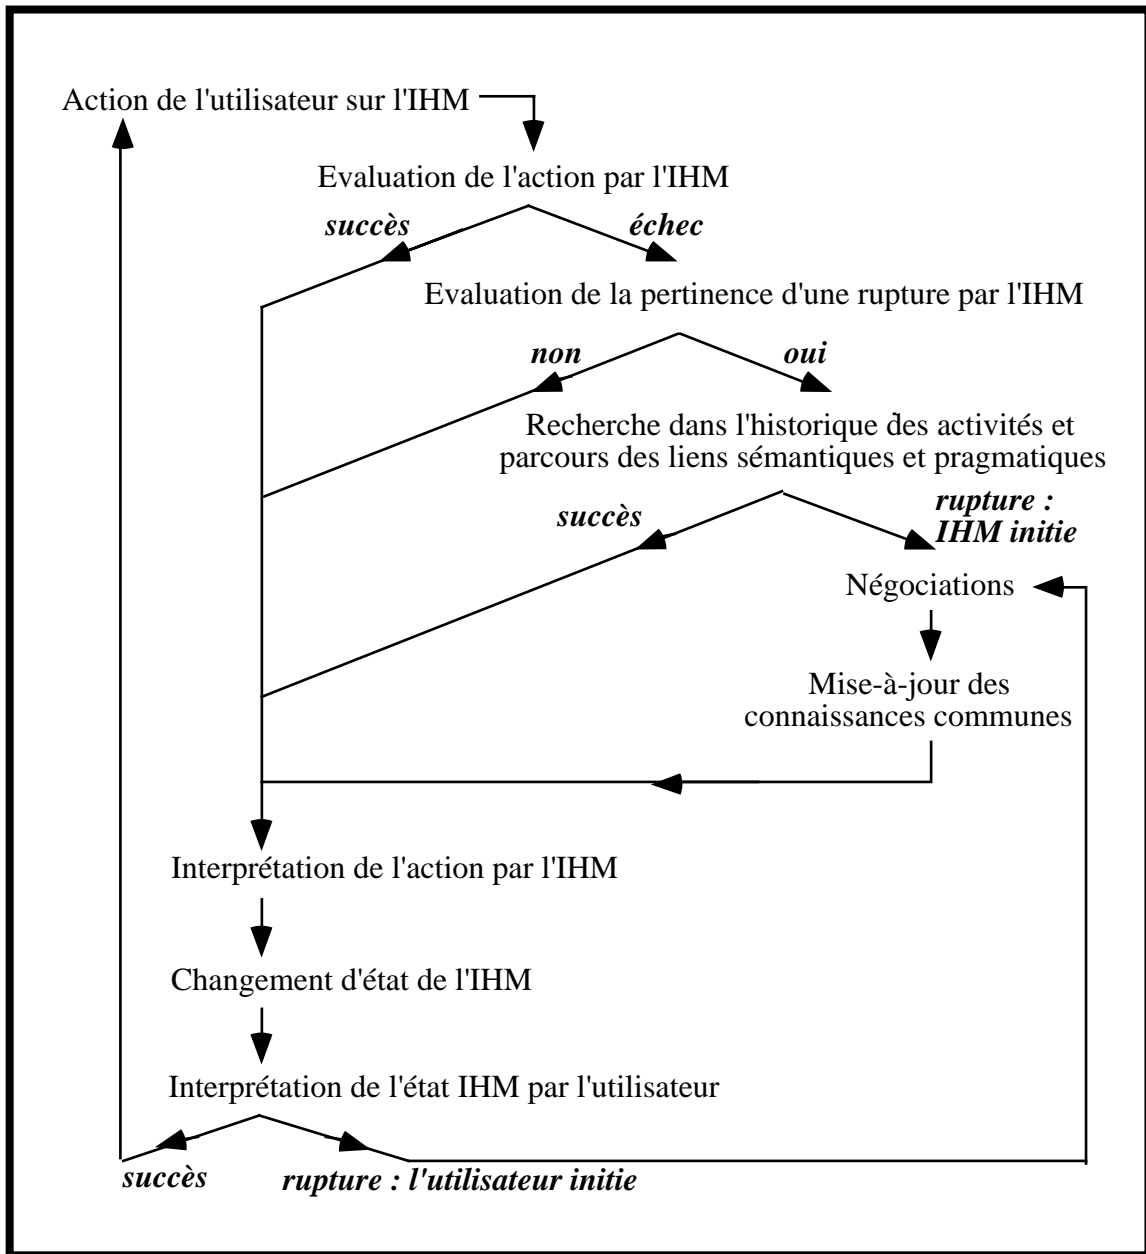 Action de l'utilisateur sur l'IHM
Evaluation de l'action par l'IHM
succès
échec
Evaluation de la pertinence d'une rupture par l'IHM
non
oui
Recherche dans l'historique des activités et
parcours des liens sémantiques et pragmatiques
succès
rupture :
IHM initie
Négociations
Mise-à-jour des
connaissances communes
Interprétation de l'action par l'IHM
Changement d'état de l'IHM
Interprétation de l'état IHM par l'utilisateur
succès
rupture : l'utilisateur initie